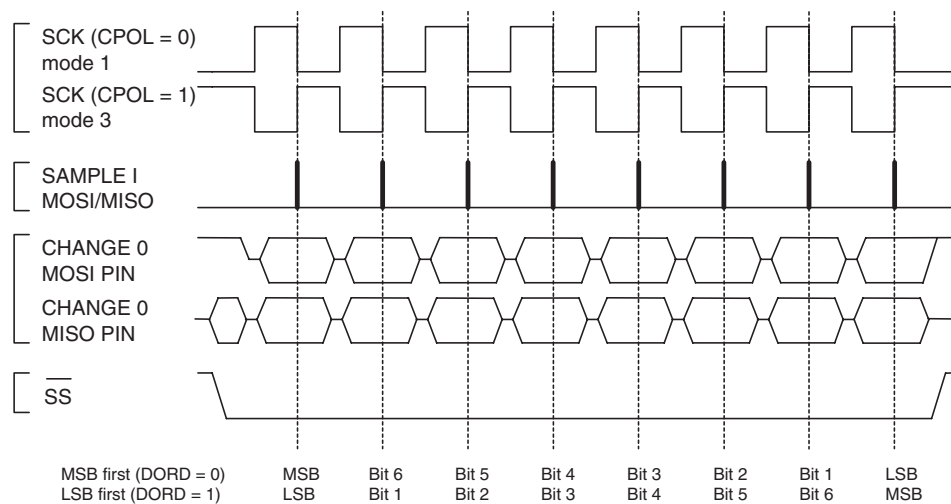 SCK (CPOL = 0)
mode 1
SCK (CPOL = 1)
mode 3
SAMPLE I
MOSI/MISO
CHANGE 0
MOSI PIN
CHANGE 0
MISO PIN
SS
MSB first (DORD = 0) MSB Bit 6 Bit 5 Bit 4 Bit 3 Bit 2 Bit 1 LSB
LSB first (DORD = 1) LSB Bit 1 Bit 2 Bit 3 Bit 4 Bit 5 Bit 6 MSB